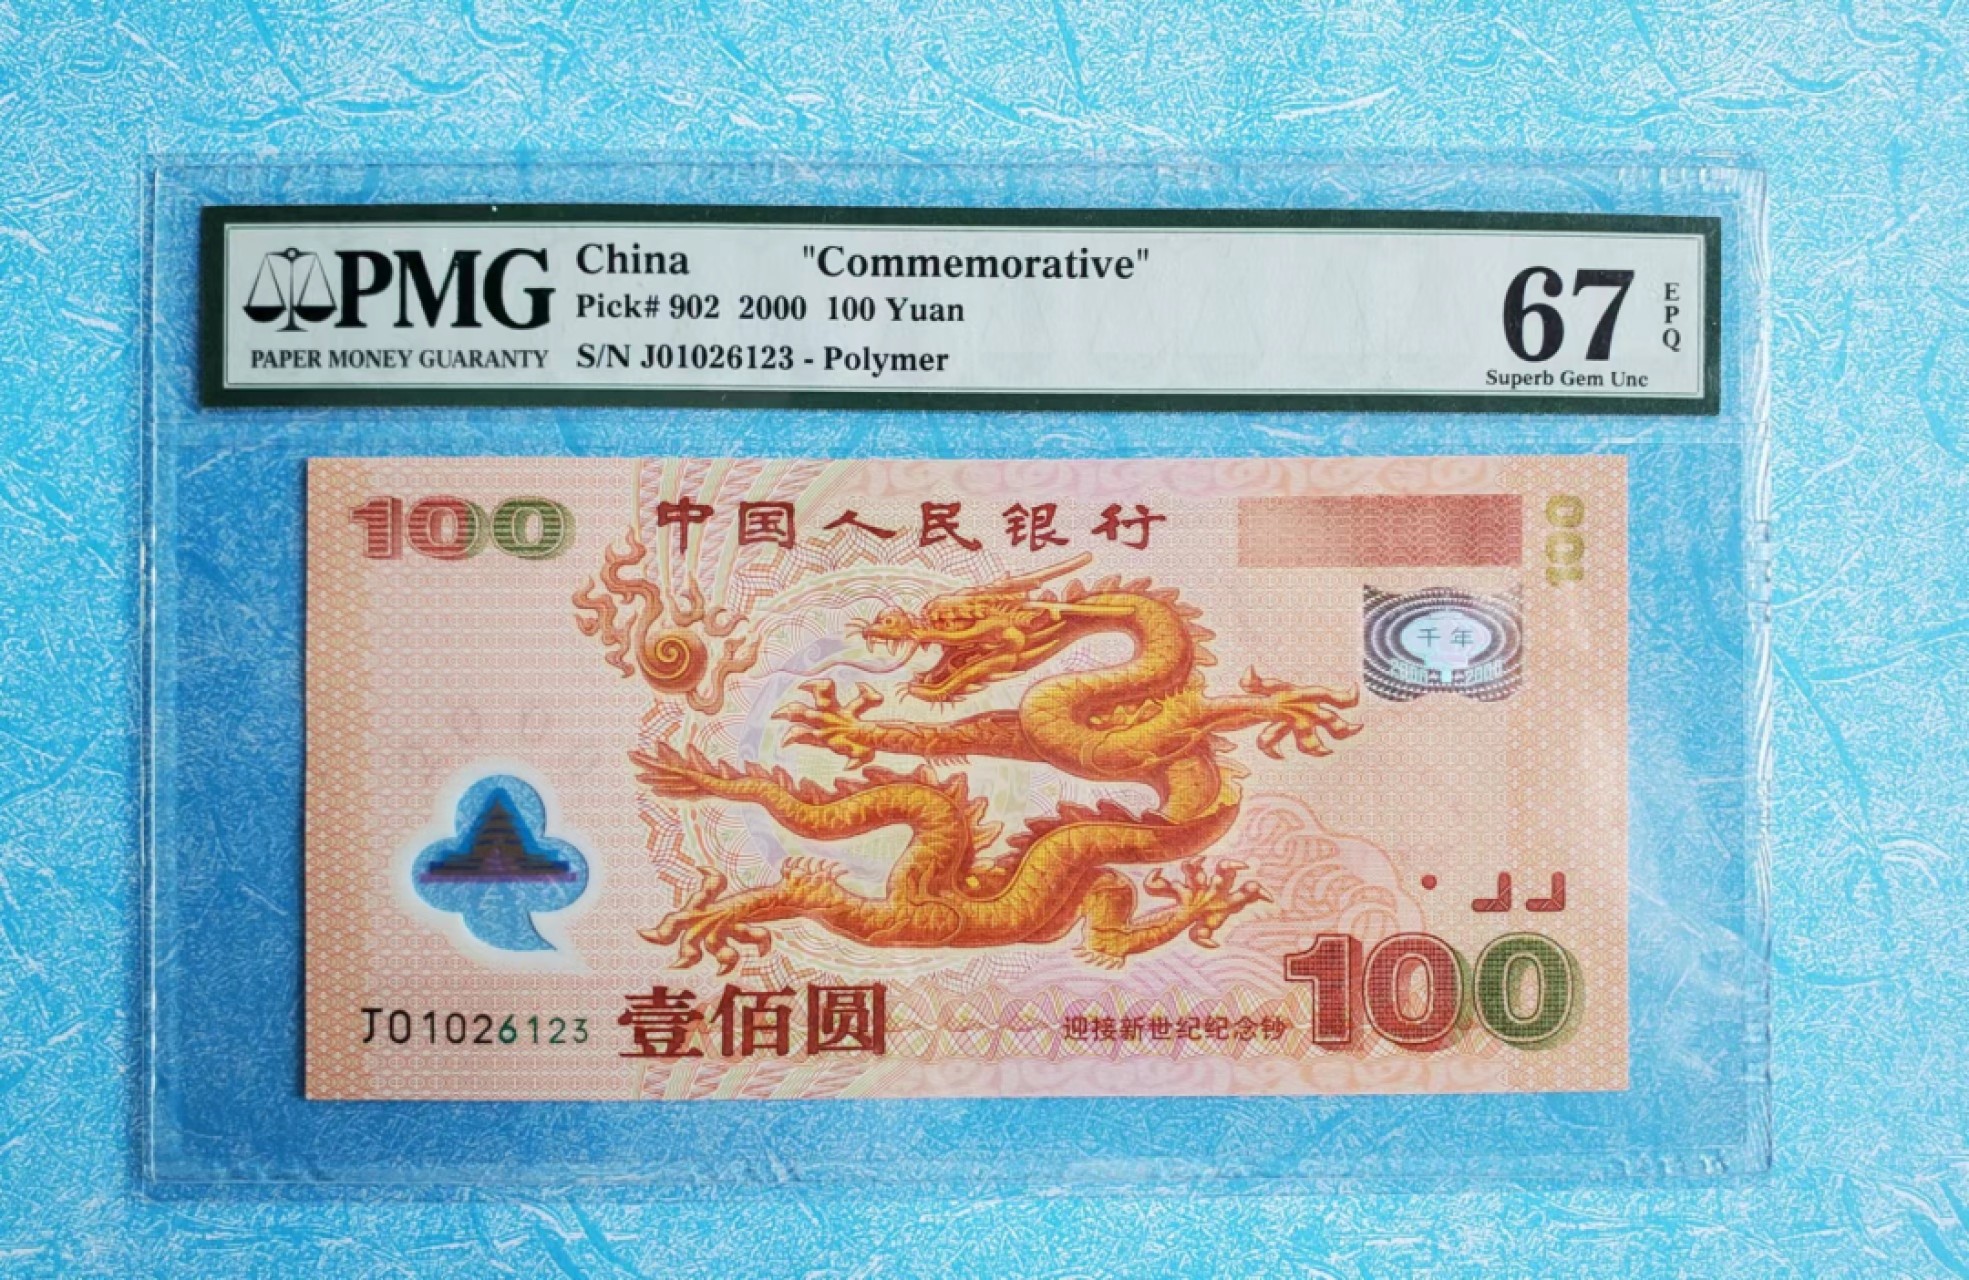 PMG
PAPER MONEY GUARANTY
China "Commemorative"
Pick# 902 2000 100 Yuan
S/N J01026123 - Polymer
67
EPQ
Superb Gem Unc
100
中国人民银行
100
千年
2000 2000
J01026123
壹佰圆
迎接新世纪纪念钞
100